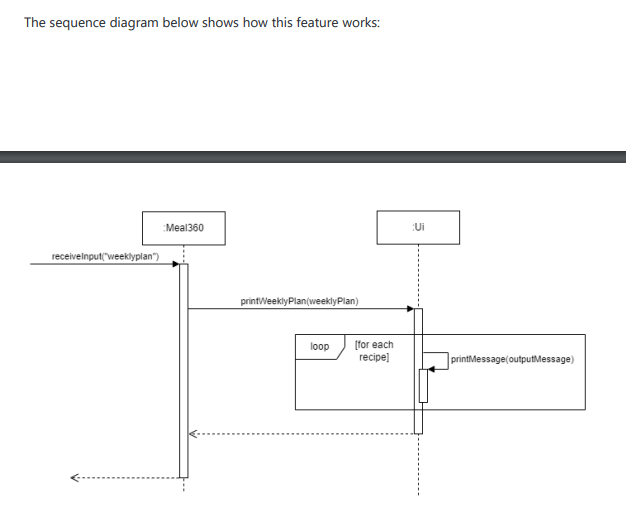 The sequence diagram below shows how this feature works:
:Meal360
:Ui
receiveInput("weeklyplan")
printWeeklyPlan(weeklyPlan)
loop
[for each
recipe]
printMessage(outputMessage)